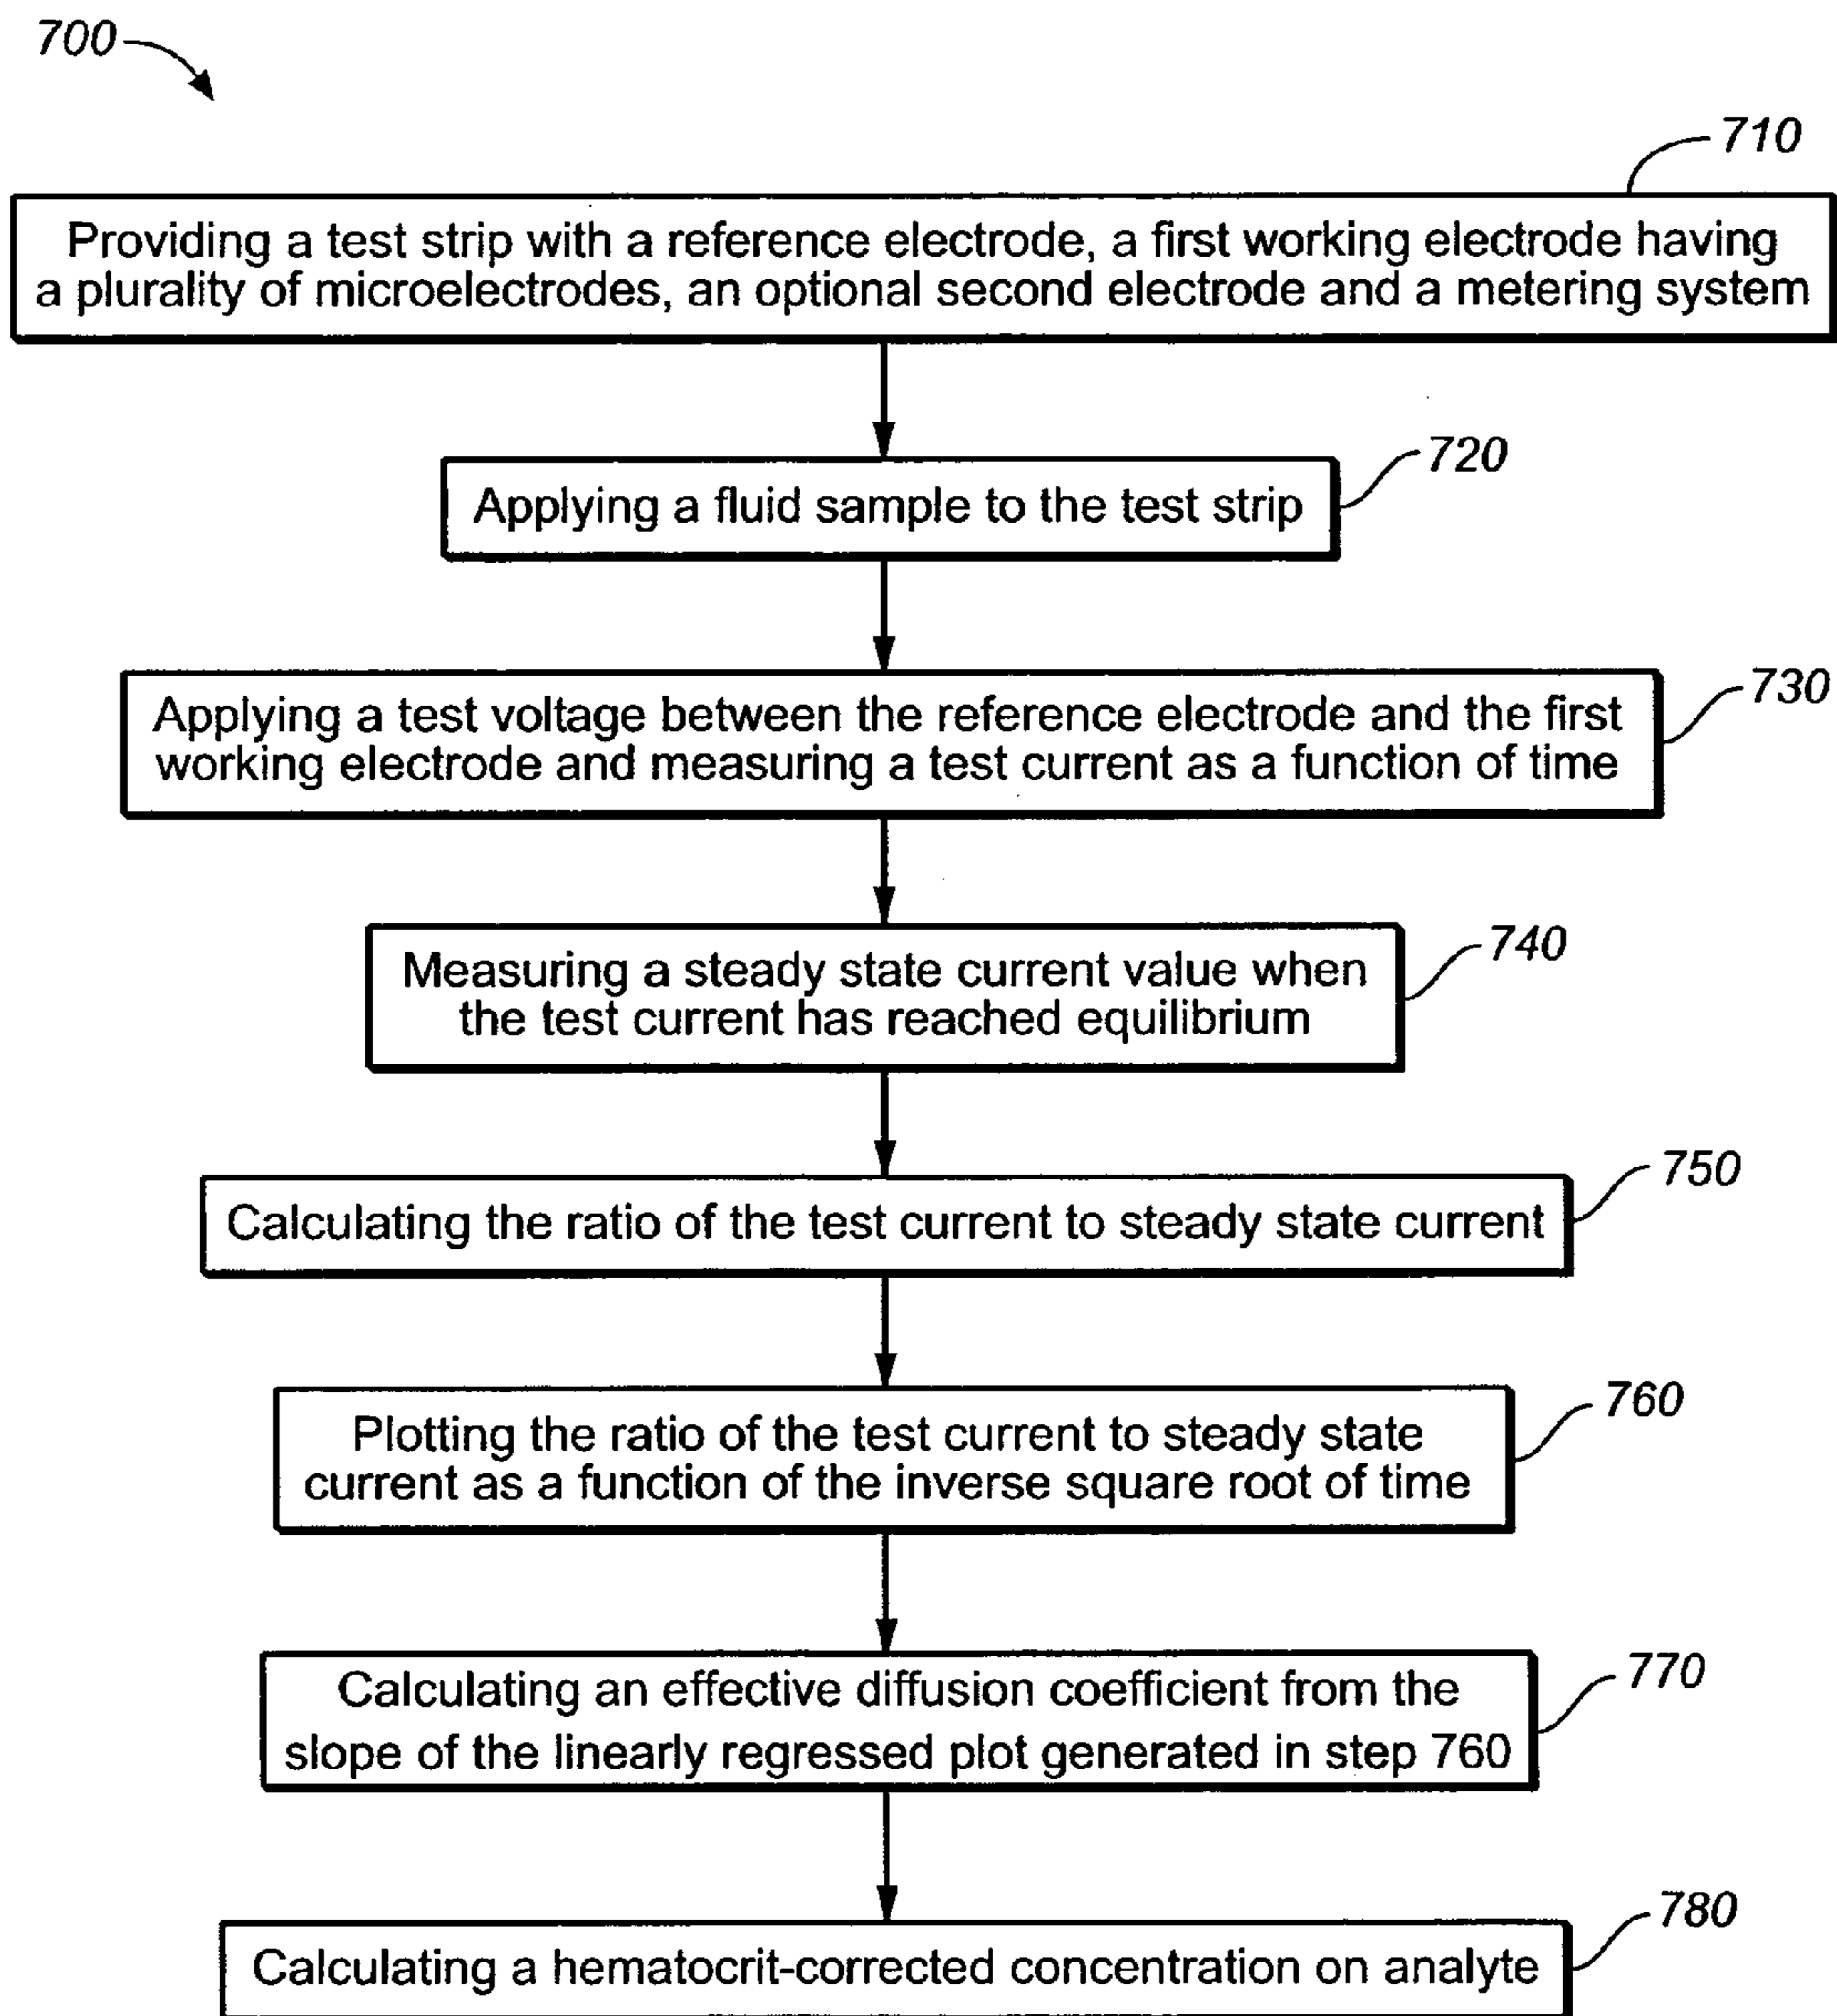 700
710
Providing a test strip with a reference electrode, a first working electrode having
a plurality of microelectrodes, an optional second electrode and a metering system
720
Applying a fluid sample to the test strip
730
Applying a test voltage between the reference electrode and the first
working electrode and measuring a test current as a function of time
740
Measuring a steady state current value when
the test current has reached equilibrium
750
Calculating the ratio of the test current to steady state current
760
Plotting the ratio of the test current to steady state
current as a function of the inverse square root of time
770
Calculating an effective diffusion coefficient from the
slope of the linearly regressed plot generated in step 760
780
Calculating a hematocrit-corrected concentration on analyte